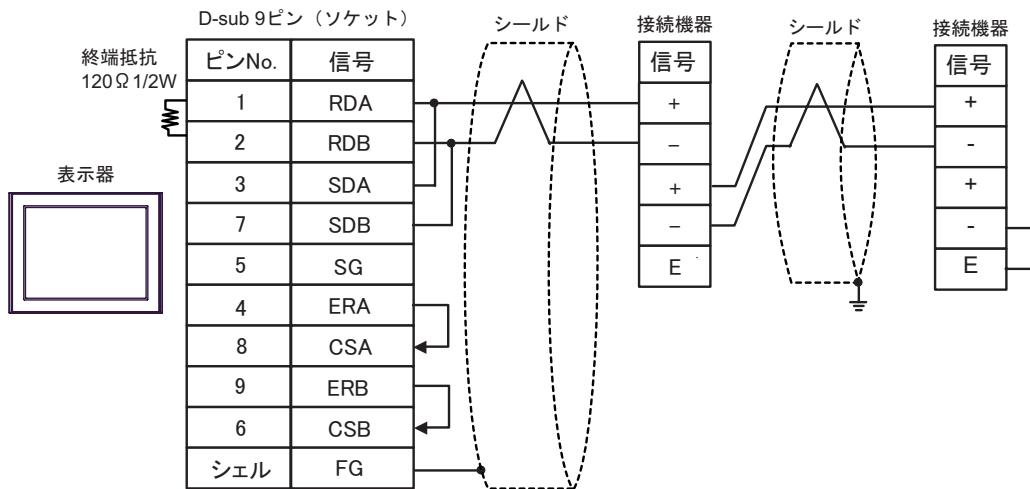 D-sub 9ピン（ソケット）
シールド
接続機器
シールド
接続機器
終端抵抗
120Ω1/2W
ピンNo. 信号
1 RDA
2 RDB
3 SDA
7 SDB
5 SG
4 ERA
8 CSA
9 ERB
6 CSB
シェル FG
表示器
信号
+
−
+
−
E
信号
+
-
+
-
E